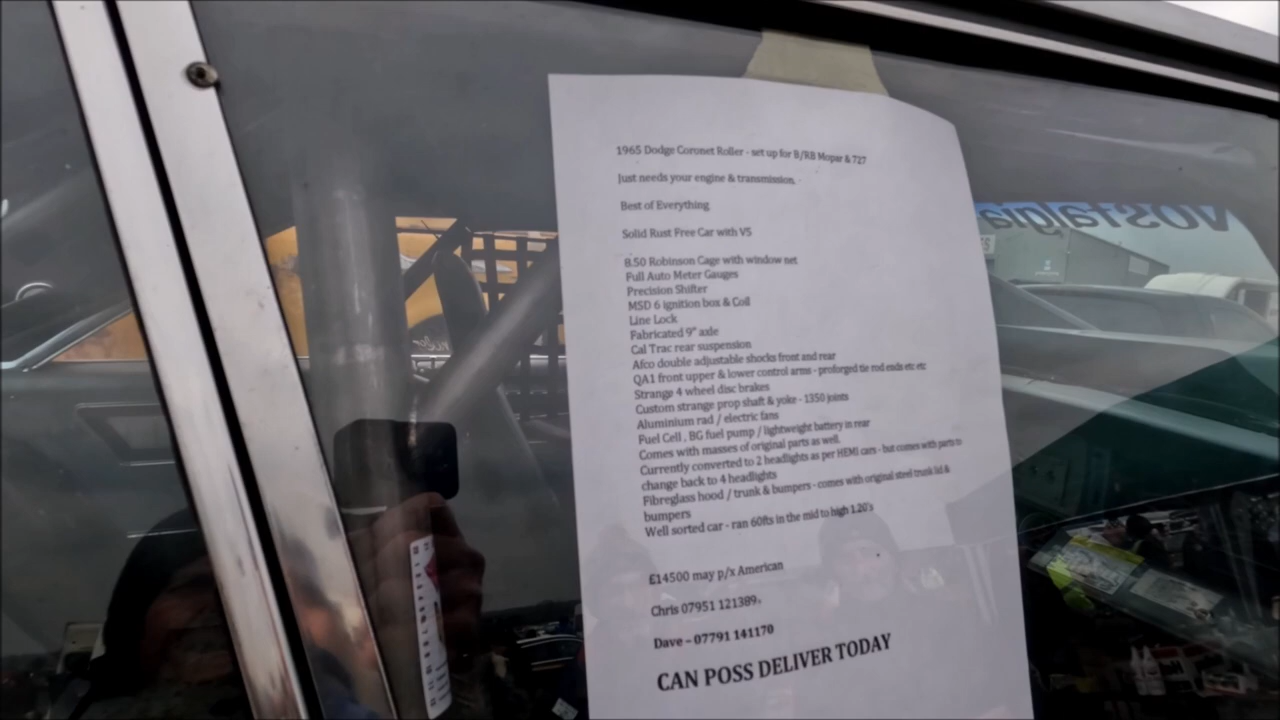 1965 Dodge Coronet Roller - set up for B/RB Mopar & 727
Just needs your engine & transmission,
Best of Everything
Solid Rust Free Car with V5
8.50 Robinson Cage with window net
Full Auto Meter Gauges
Precision Shifter
MSD 6 ignition box & Coil
Line Lock
Fabricated 9" axle
Cal Trac rear suspension
Afco double adjustable shocks front and rear
QA1 front upper & lower control arms - proforged tie rod ends etc etc
Strange 4 wheel disc brakes
Custom strange prop shaft & yoke - 1350 joints
Aluminium rad / electric fans
Fuel Cell , BG fuel pump / lightweight battery in rear
Comes with masses of original parts as well.
Currently converted to 2 headlights as per HEMI cars - but comes with parts to
change back to 4 headlights
Fibreglass hood / trunk & bumpers - comes with original steel trunk lid &
bumpers
Well sorted car - ran 60fts in the mid to high 1.20's
£14500 may p/x American
Chris 07951 121389.
Dave – 07791 141170
CAN POSS DELIVER TODAY
Nostalgia